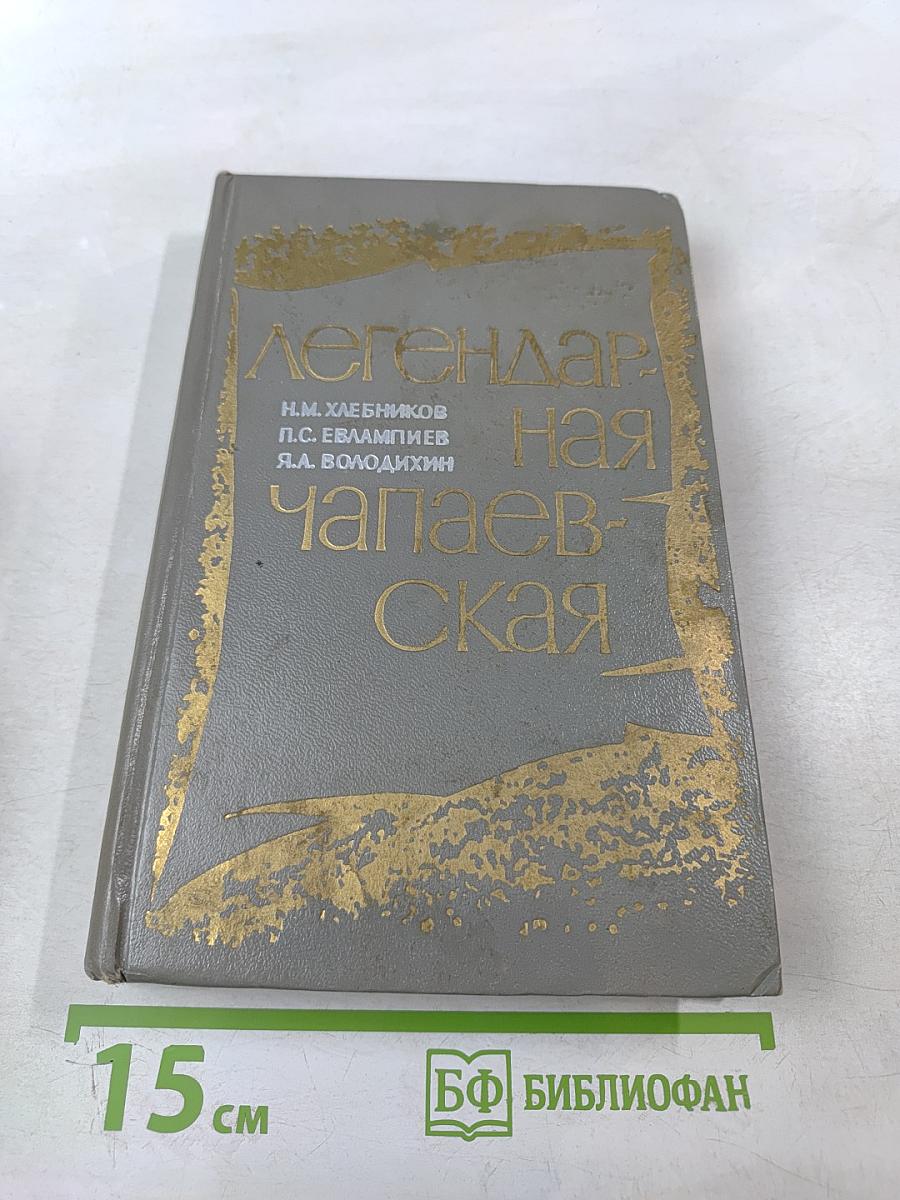 Легендар-
Н.М. ХЛЕБНИКОВ
П.С. ЕВЛАМПИЕВ
Я.А. ВОЛОДИХИН
ная
Чапаев-
ская
15 см
БФ БИБЛИОФАН